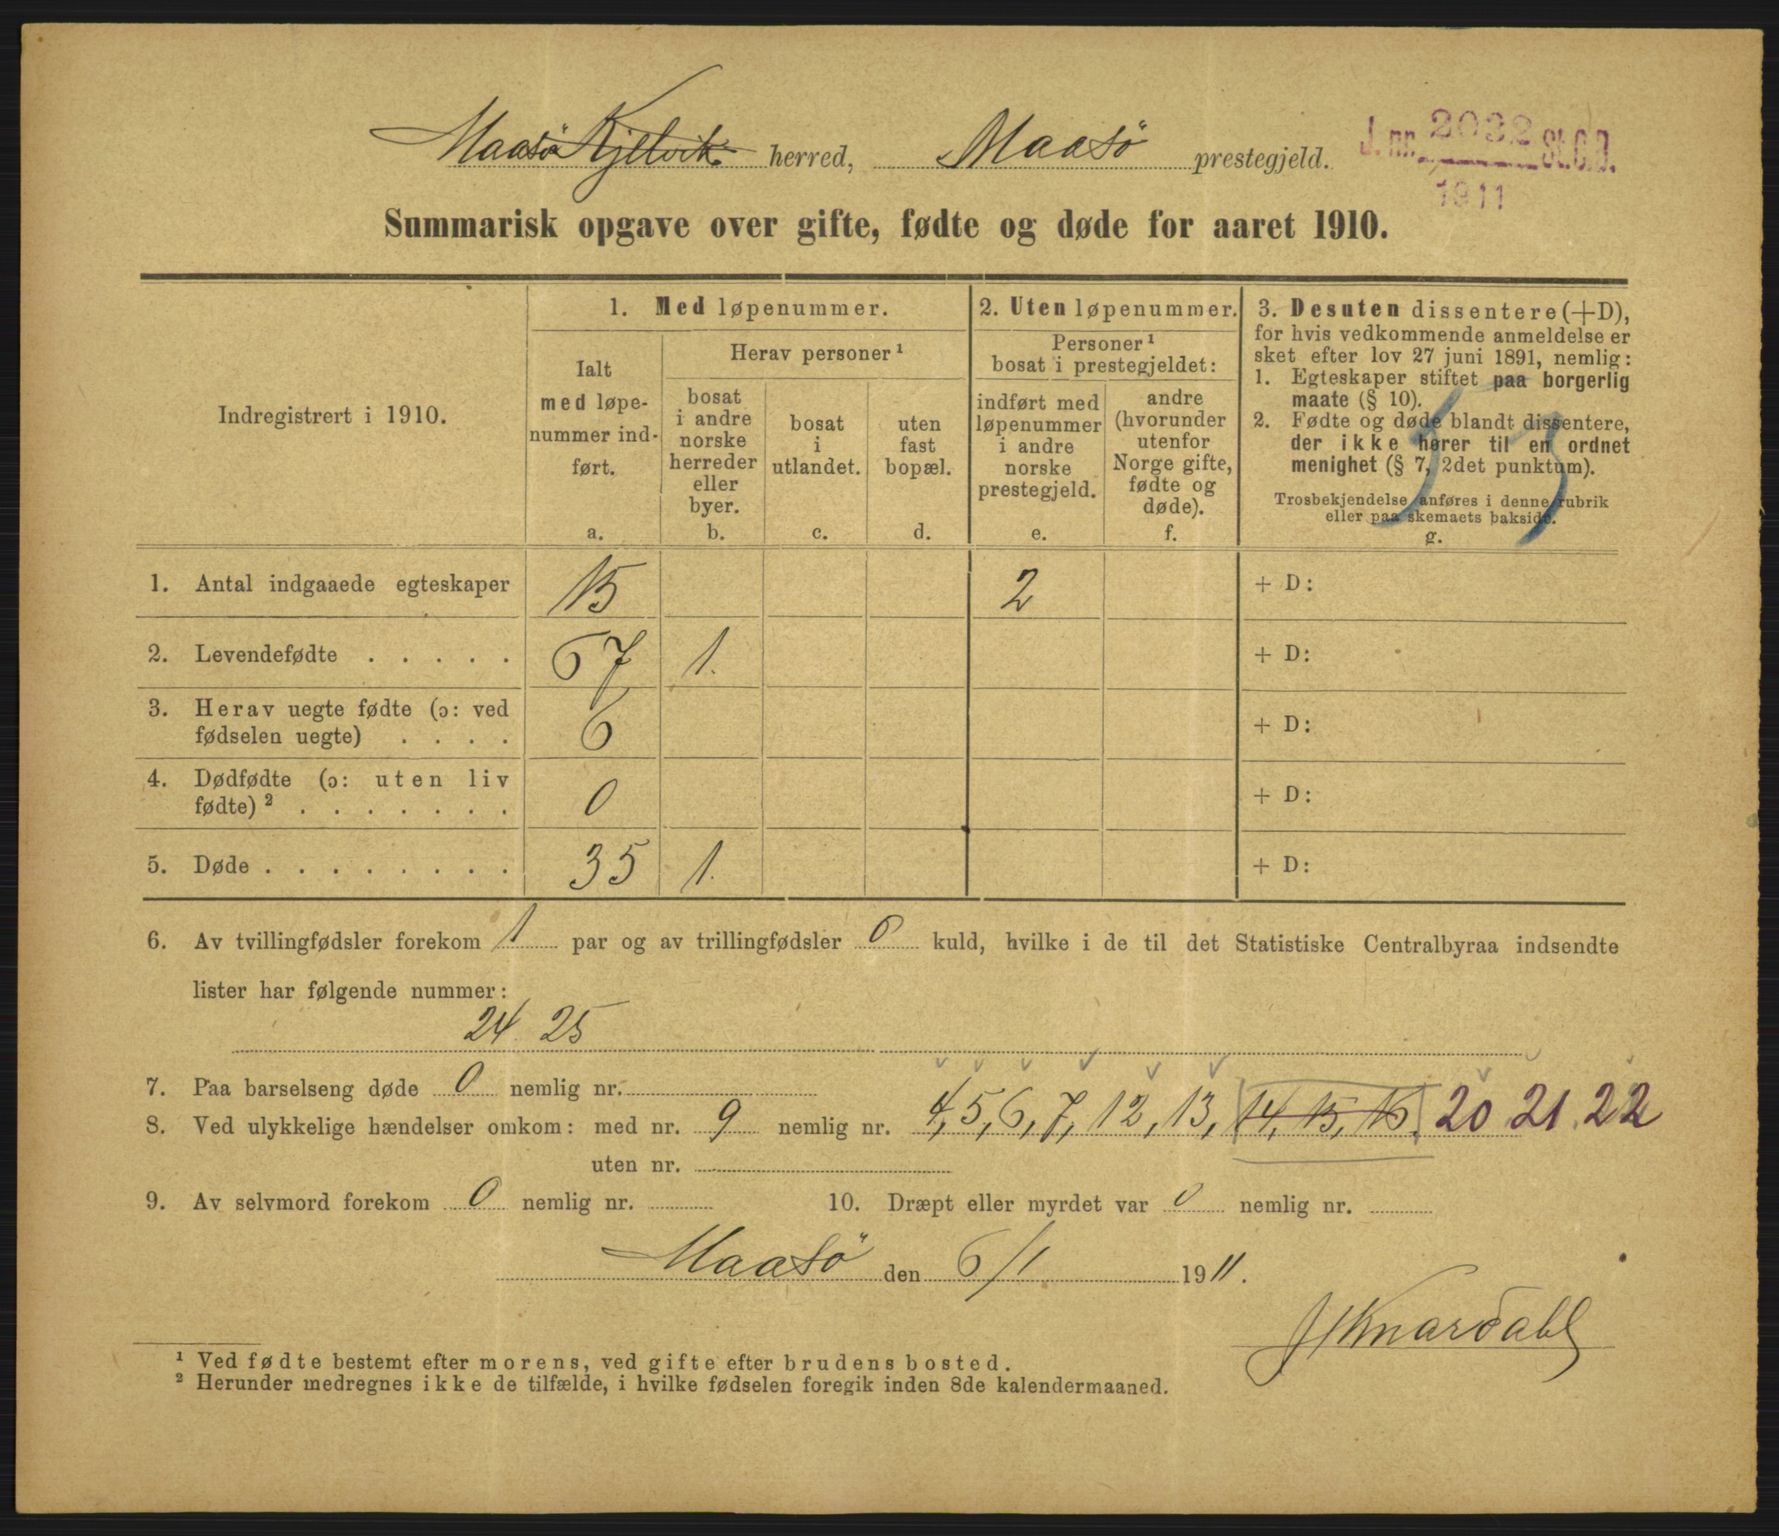 Maasø Kjelvik herred, Maasø prestegjeld.
J. nr. 2032 St. C. B.
1911
Summarisk opgave over gifte, fødte og døde for aaret 1910.
Indregistrert i 1910.
1. Med løpenummer.
Ialt
med løpe-
nummer ind-
ført.
a.
Herav personer ¹
bosat
i andre
norske
herreder
eller
byer.
b.
bosat
i
utlandet.
c.
uten
fast
bopæl.
d.
2. Uten løpenummer.
Personer ¹
bosat i prestegjeldet:
indført med
løpenummer
i andre
norske
prestegjeld.
e.
andre
(hvorunder
utenfor
Norge gifte,
fødte og
døde).
f.
3. Desuten dissentere (+D),
for hvis vedkommende anmeldelse er
sket efter lov 27 juni 1891, nemlig:
1. Egteskaper stiftet paa borgerlig
maate (§ 10).
2. Fødte og døde blandt dissentere,
der ikke hører til en ordnet
menighet (§ 7, 2det punktum).
Trosbekjendelse anføres i denne rubrik
eller paa skemaets bakside.
g.
33
1. Antal indgaaede egteskaper 15 2 + D:
2. Levendefødte . . . . . 67 1. + D:
3. Herav uegte fødte (ɔ: ved
fødselen uegte) . . . . 6 + D:
4. Dødfødte (ɔ: uten liv
fødte) ² . . . . . . . 0 + D:
5. Døde . . . . . . . . 35 1. + D:
6. Av tvillingfødsler forekom 1 par og av trillingfødsler 0 kuld, hvilke i de til det Statistiske Centralbyraa indsendte
lister har følgende nummer:
24. 25
7. Paa barselseng døde 0 nemlig nr.
8. Ved ulykkelige hændelser omkom: med nr. 9 nemlig nr. 4, 5, 6, 7, 12, 13, 14, 15, 16. 20 21. 22
uten nr.
9. Av selvmord forekom 0 nemlig nr. 10. Dræpt eller myrdet var 0 nemlig nr.
Maasø den 6/1 1911.
J Knardahl
¹ Ved fødte bestemt efter morens, ved gifte efter brudens bosted.
² Herunder medregnes ikke de tilfælde, i hvilke fødselen foregik inden 8de kalendermaaned.